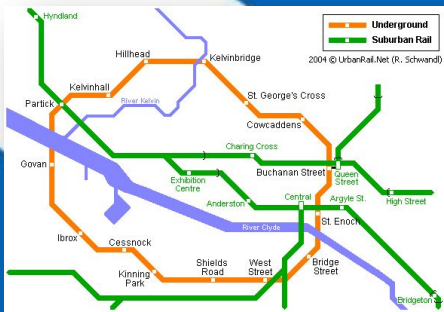 Hyndland
Underground
Suburban Rail
2004 © UrbanRail.Net (R. Schwandl)
Hillhead
Kelvinbridge
Kelvinhall
Partick
River Kelvin
St. George's Cross
Cowcaddens
Charing Cross
Govan
Exhibition
Centre
Buchanan Street
Queen
Street
Anderston
Central
Argyle St.
High Street
St. Enoch
River Clyde
Ibrox
Cessnock
Kinning
Park
Shields
Road
West
Street
Bridge
Street
Bridgeton